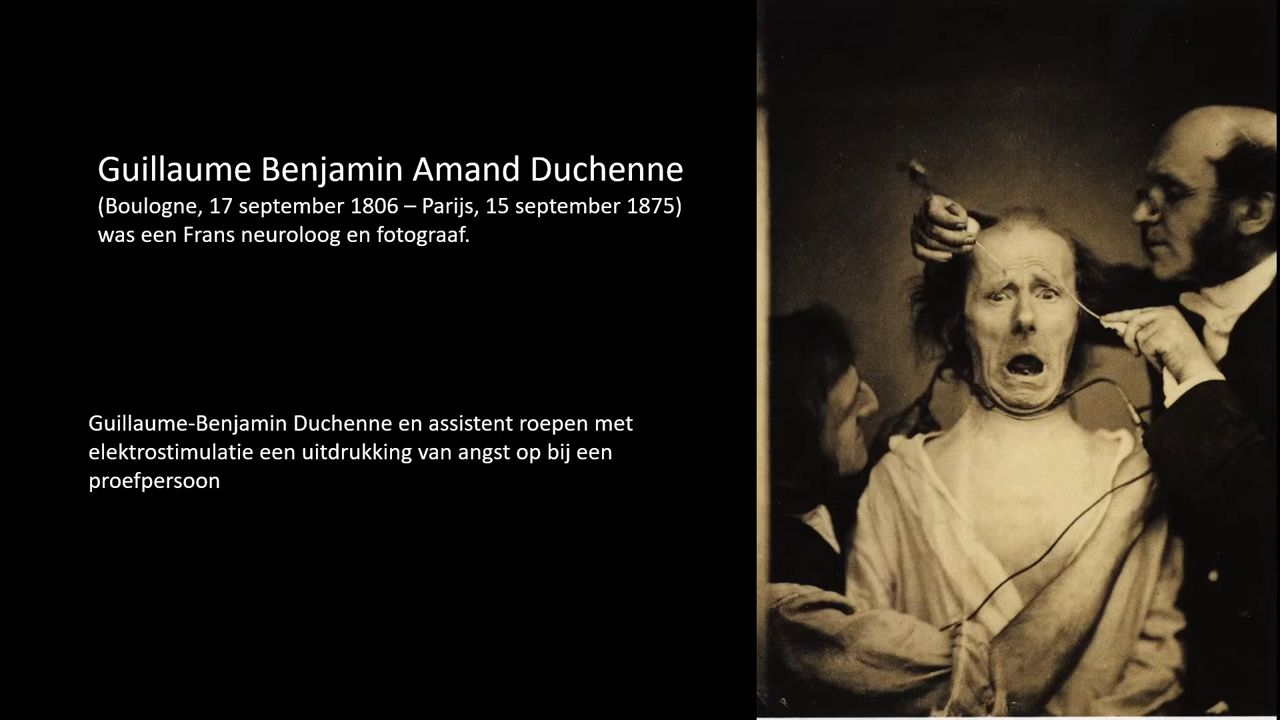 Guillaume Benjamin Amand Duchenne
(Boulogne, 17 september 1806 – Parijs, 15 september 1875)
was een Frans neuroloog en fotograaf.
Guillaume-Benjamin Duchenne en assistent roepen met
elektrostimulatie een uitdrukking van angst op bij een
proefpersoon